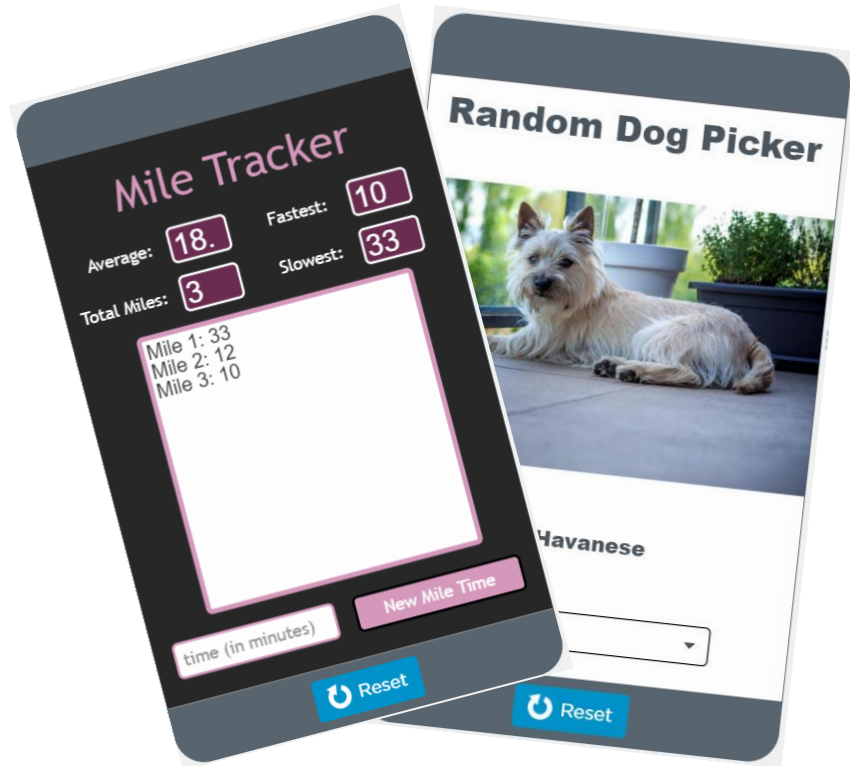 Mile Tracker
Average: 18. Fastest: 10
Total Miles: 3 Slowest: 33
Mile 1: 33
Mile 2: 12
Mile 3: 10
time (in minutes) New Mile Time
Reset
Random Dog Picker
Havanese
Reset